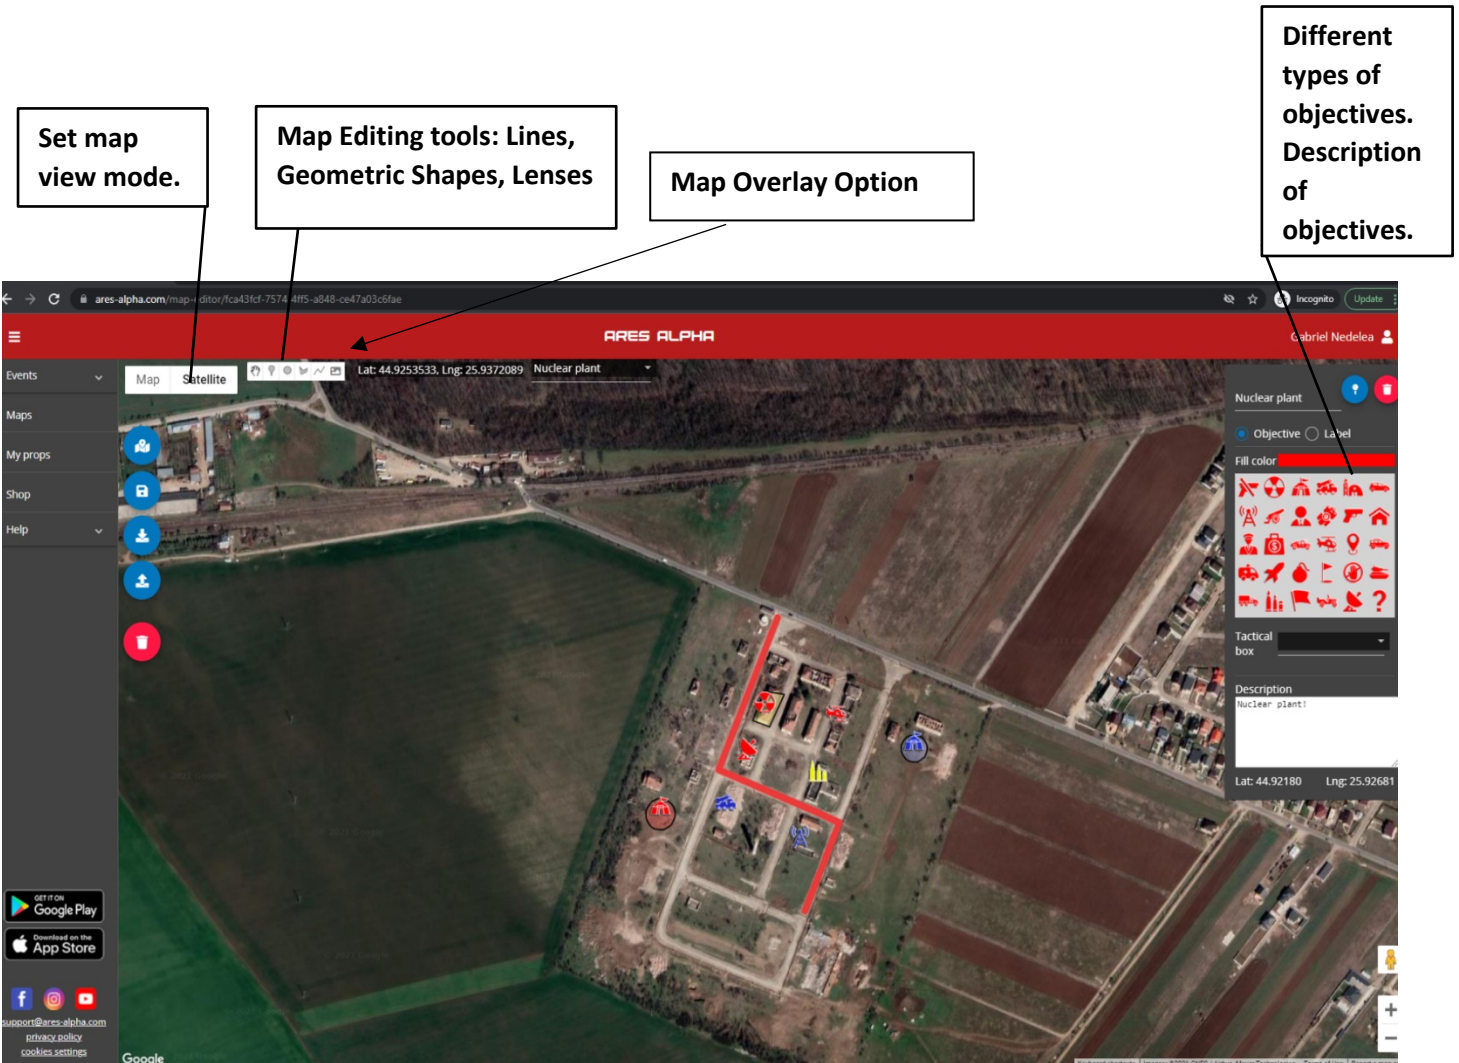 Different
types of
objectives.
Description
of
objectives.
Set map
view mode.
Map Editing tools: Lines,
Geometric Shapes, Lenses
Map Overlay Option
ares-alpha.com/map-editor/fca43fcf-7574-4ff5-a848-ce47a03c6fae
Incognito
Update
ARES ALPHA
Gabriel Nedelea
Events
Maps
My props
Shop
Help
Map Satellite
Lat: 44.9253533, Lng: 25.9372089
Nuclear plant
Nuclear plant
Objective Label
Fill color
Tactical
box
Description
Nuclear plant!
Lat: 44.92180 Lng: 25.92681
GET IT ON
Google Play
Download on the
App Store
support@ares-alpha.com
privacy policy
cookies settings
Google